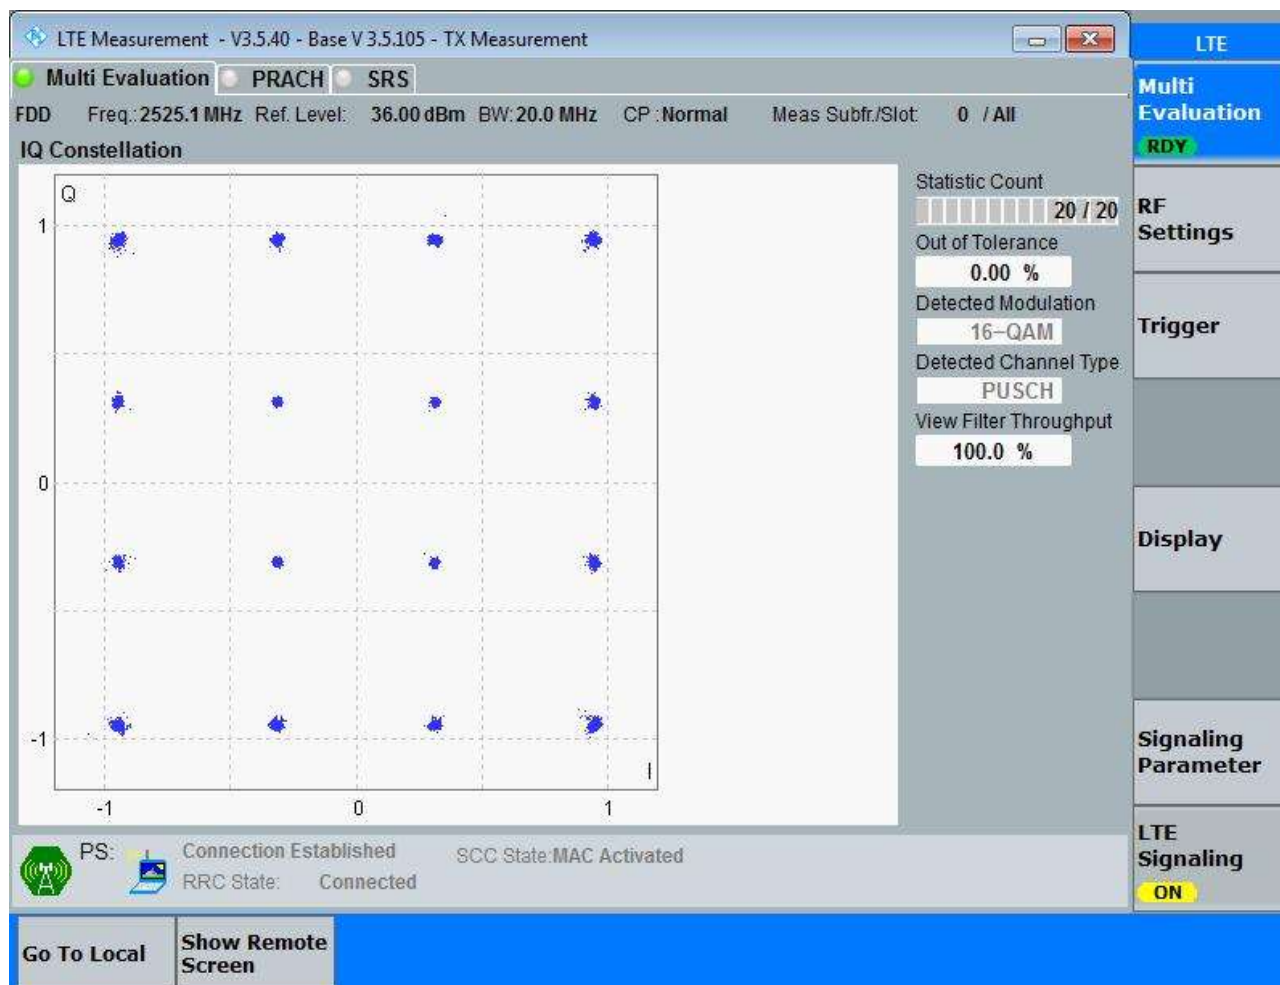 LTE Measurement - V3.5.40 - Base V 3.5.105 - TX Measurement
LTE
Multi Evaluation PRACH SRS
FDD Freq.: 2525.1 MHz Ref. Level: 36.00 dBm BW: 20.0 MHz CP : Normal Meas Subfr./Slot: 0 / All
Multi
Evaluation
RDY
IQ Constellation
Q
1
0
-1
-1 0 1
I
Statistic Count
20 / 20
Out of Tolerance
0.00 %
Detected Modulation
16-QAM
Detected Channel Type
PUSCH
View Filter Throughput
100.0 %
RF
Settings
Trigger
Display
Signaling
Parameter
LTE
Signaling
ON
PS: Connection Established SCC State: MAC Activated
RRC State: Connected
Go To Local
Show Remote
Screen